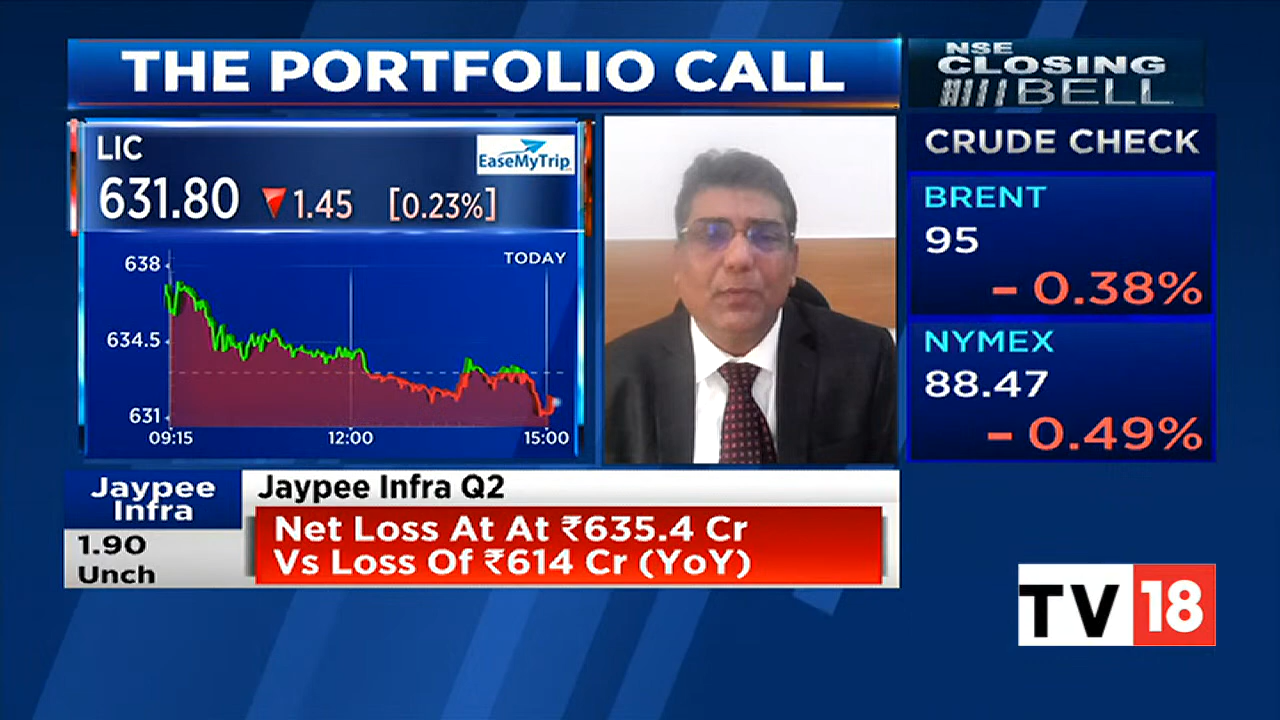 THE PORTFOLIO CALL
NSE
CLOSING
BELL
LIC
EaseMyTrip
631.80 ▼ 1.45 [0.23%]
TODAY
638
634.5
631
09:15 12:00 15:00
CRUDE CHECK
BRENT
95
- 0.38%
NYMEX
88.47
- 0.49%
Jaypee
Infra
1.90
Unch
Jaypee Infra Q2
Net Loss At At ₹635.4 Cr
Vs Loss Of ₹614 Cr (YoY)
TV18